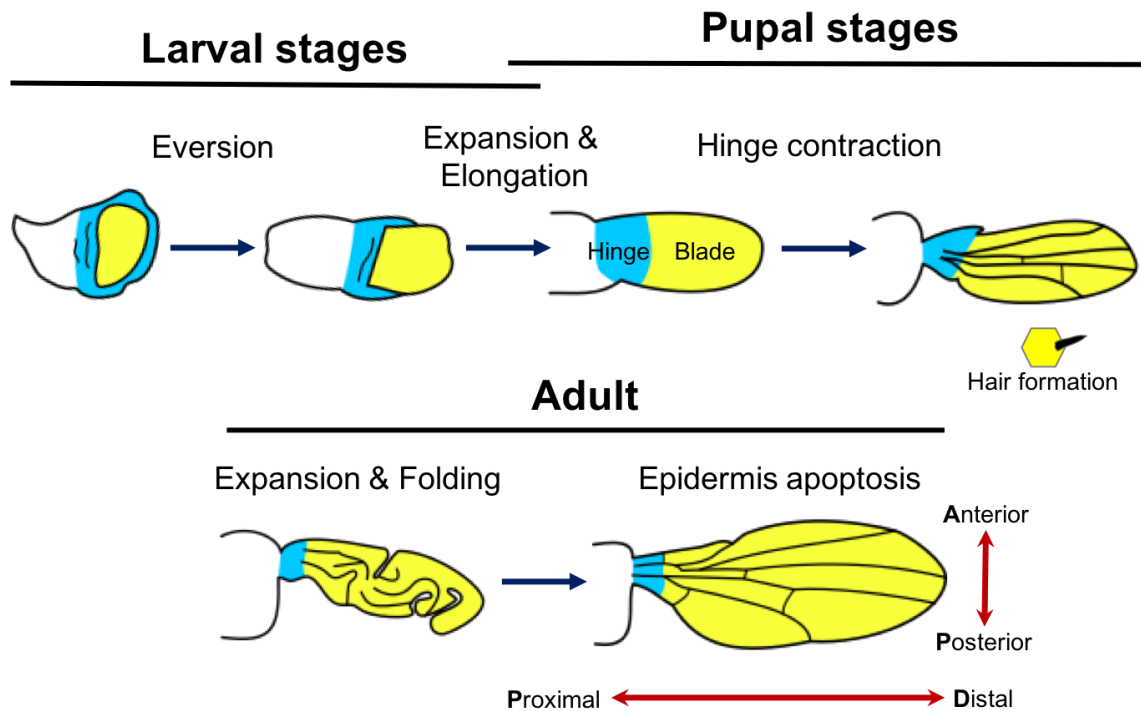 Larval stages
Pupal stages
Eversion
Expansion &
Elongation
Hinge contraction
Hinge
Blade
Hair formation
Adult
Expansion & Folding
Epidermis apoptosis
Anterior
Posterior
Proximal
Distal